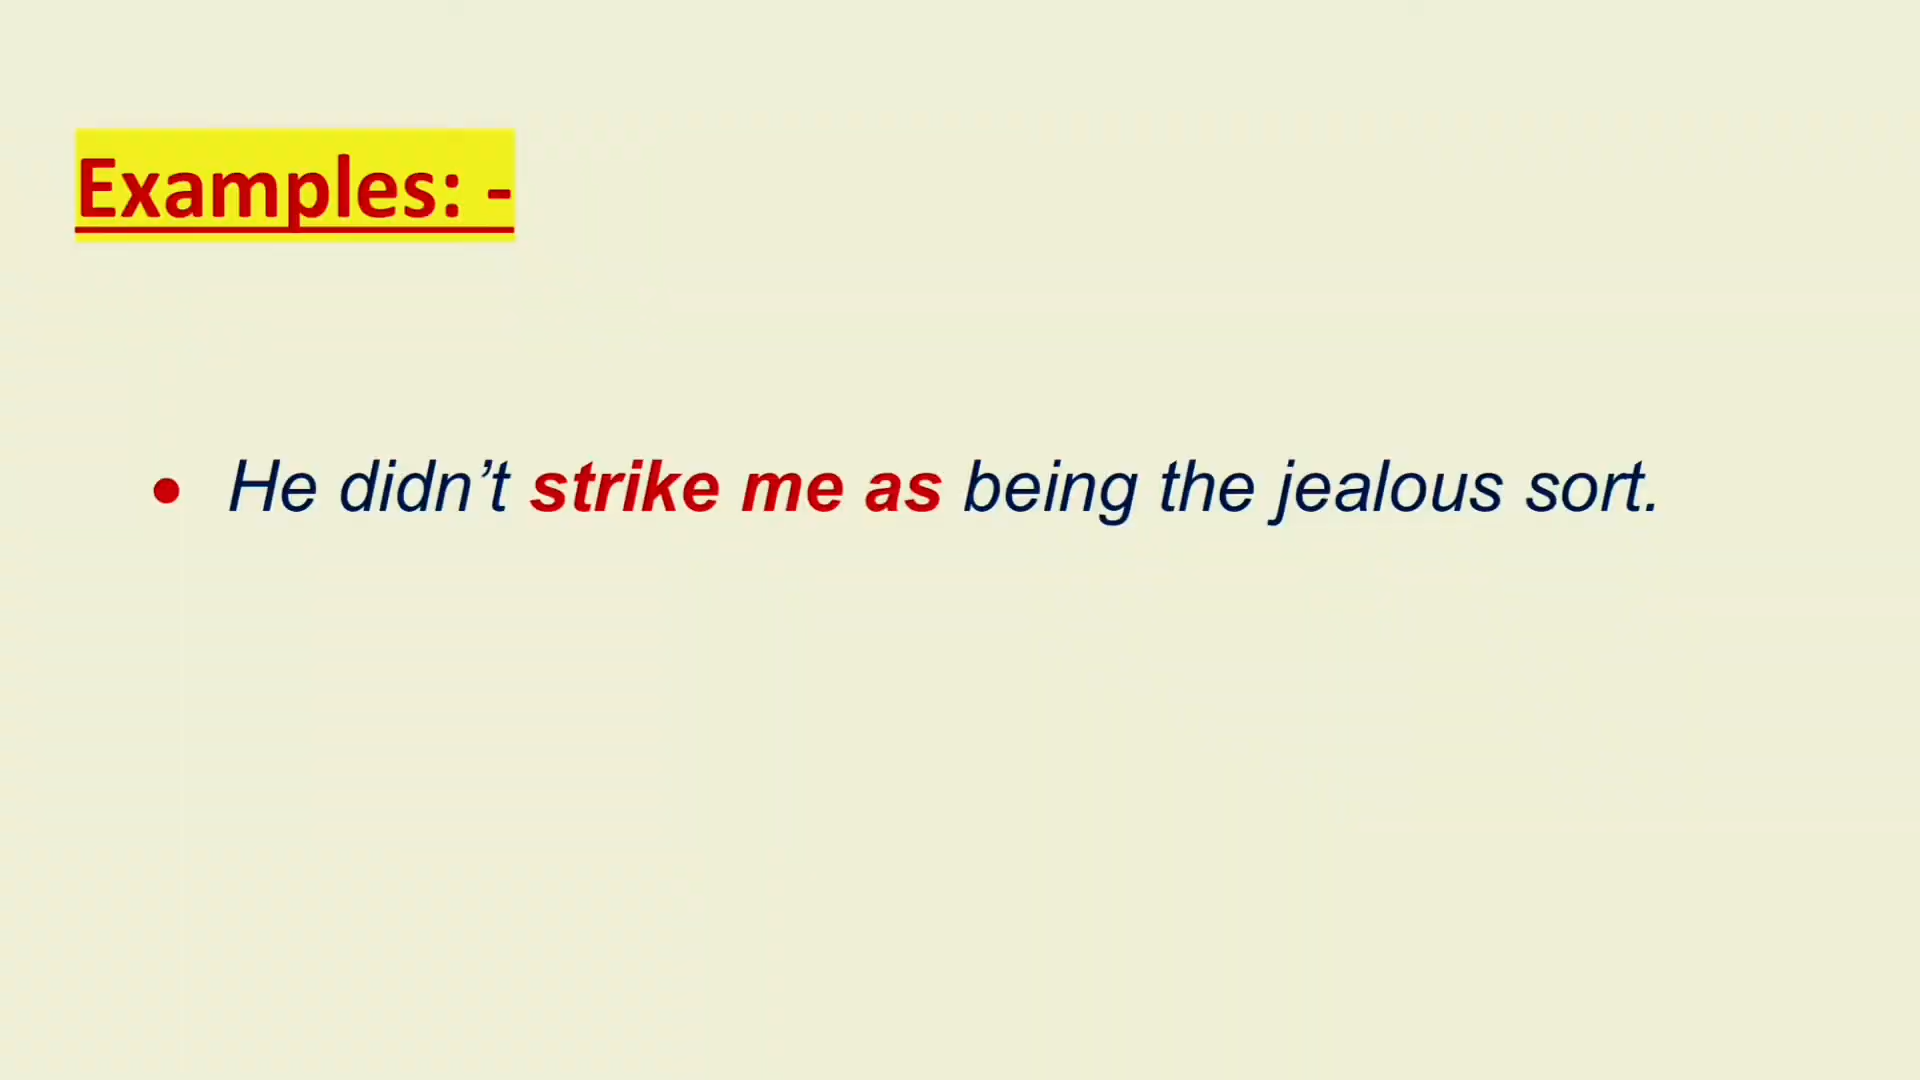 Examples: -
• He didn’t strike me as being the jealous sort.